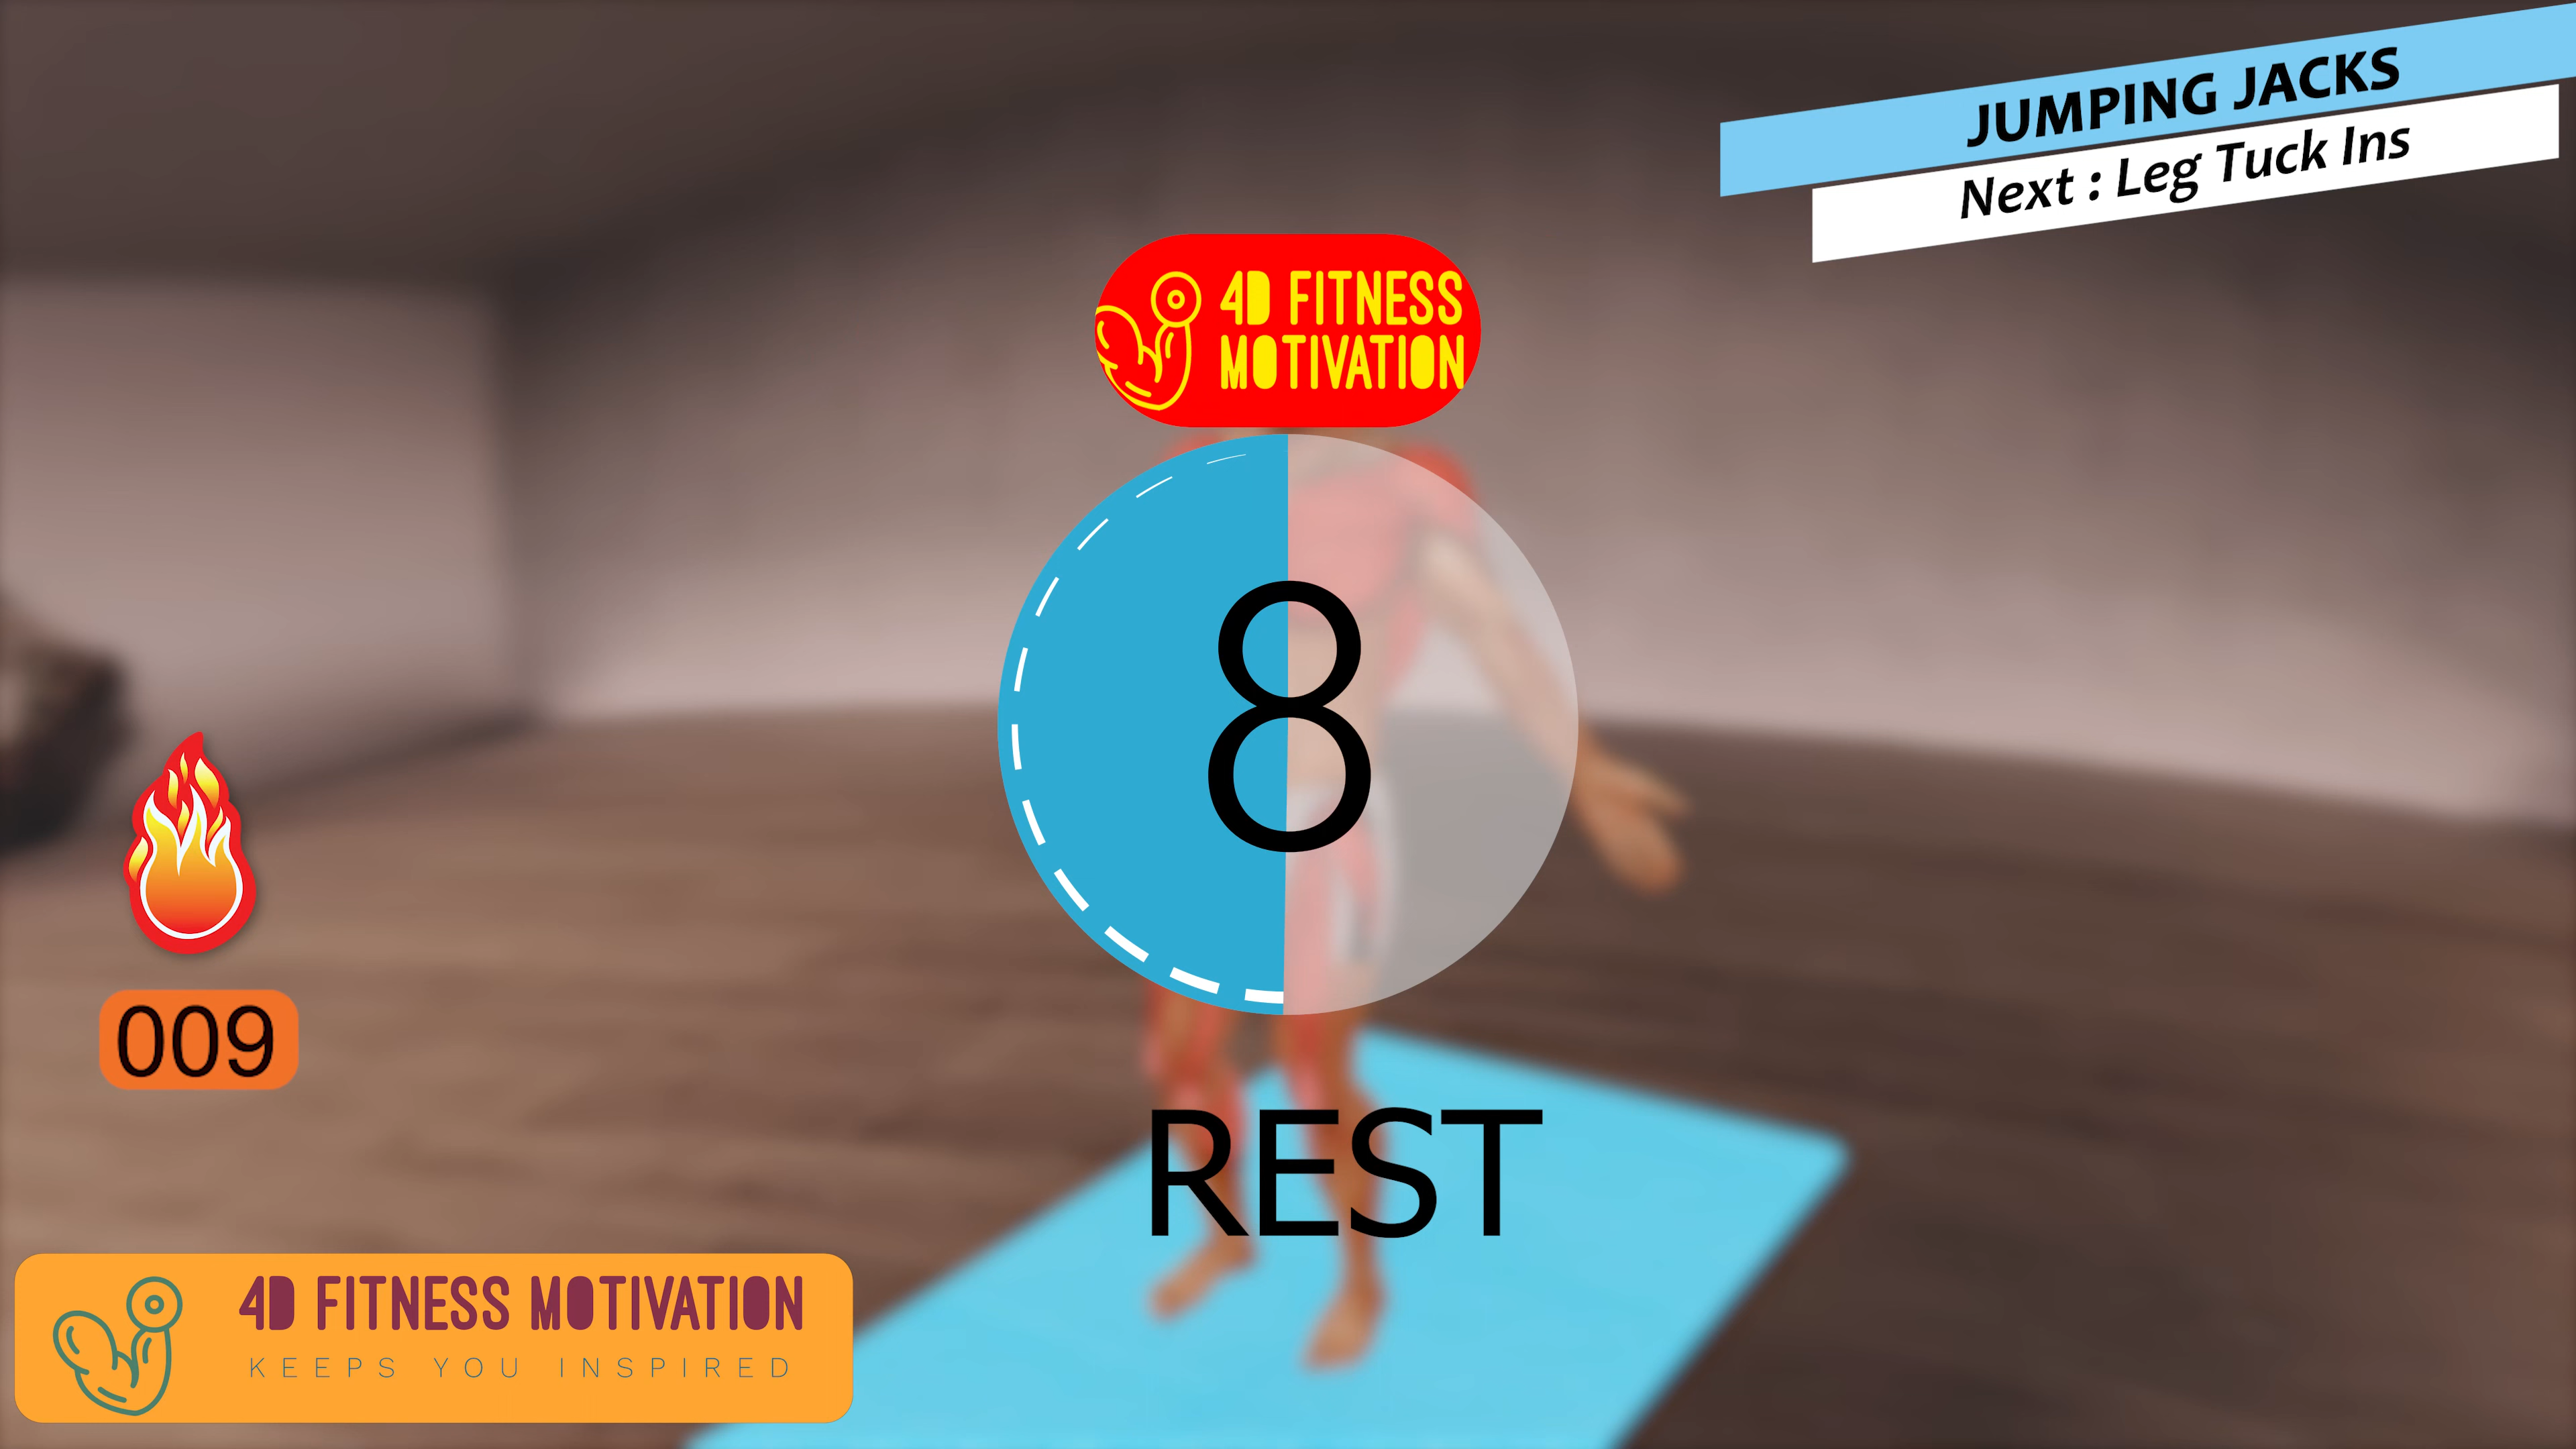 JUMPING JACKS
Next : Leg Tuck Ins
4D FITNESS
MOTIVATION
8
009
REST
4D FITNESS MOTIVATION
KEEPS YOU INSPIRED